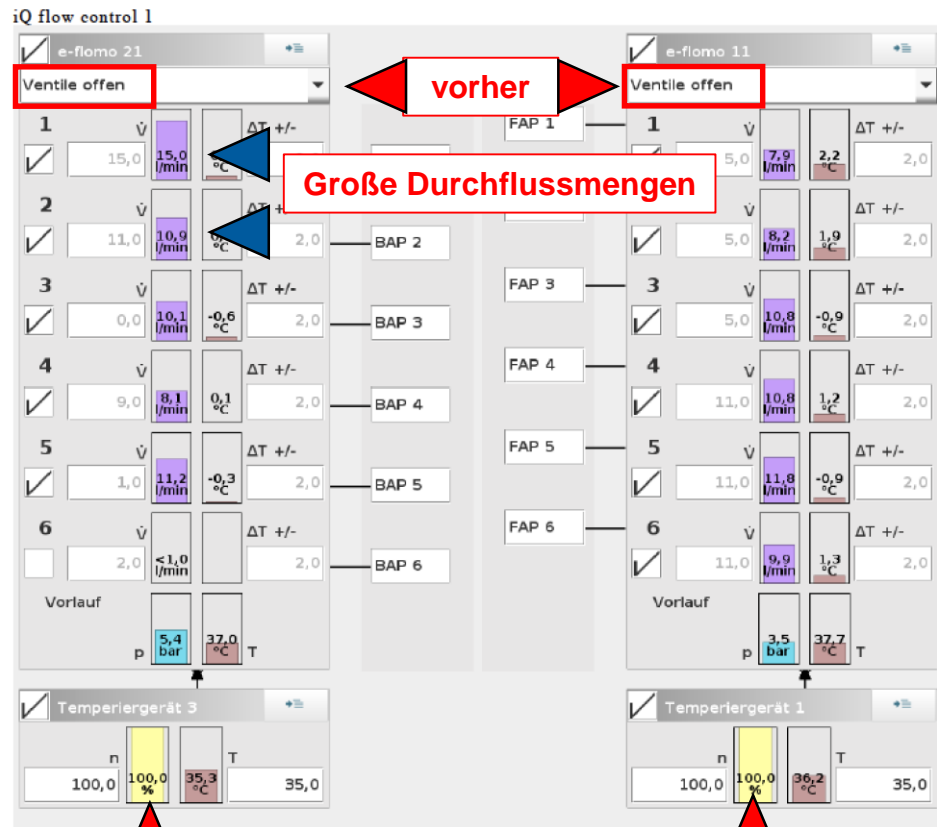 iQ flow control 1
e-flomo 21
Ventile offen
1
V̇
ΔT +/-
15,0
15,0
l/min
°C
2
V̇
11,0
10,9
l/min
°C
2,0
BAP 2
3
V̇
ΔT +/-
0,0
10,1
l/min
-0,6
°C
2,0
BAP 3
4
V̇
ΔT +/-
9,0
8,1
l/min
0,1
°C
2,0
BAP 4
5
V̇
ΔT +/-
1,0
11,2
l/min
-0,3
°C
2,0
BAP 5
6
V̇
ΔT +/-
2,0
<1,0
l/min
2,0
BAP 6
Vorlauf
p
5,4
bar
37,0
°C
T
Temperiergerät 3
n
T
100,0
100,0
%
35,3
°C
35,0
vorher
Große Durchflussmengen
e-flomo 11
Ventile offen
FAP 1
1
V̇
ΔT +/-
5,0
7,9
l/min
2,2
°C
2,0
2
V̇
ΔT +/-
5,0
8,2
l/min
1,9
°C
2,0
FAP 3
3
V̇
ΔT +/-
5,0
10,8
l/min
-0,9
°C
2,0
FAP 4
4
V̇
ΔT +/-
11,0
10,8
l/min
1,2
°C
2,0
FAP 5
5
V̇
ΔT +/-
11,0
11,8
l/min
-0,9
°C
2,0
FAP 6
6
V̇
ΔT +/-
11,0
9,9
l/min
1,3
°C
2,0
Vorlauf
p
3,5
bar
37,7
°C
T
Temperiergerät 1
n
T
100,0
100,0
%
36,2
°C
35,0